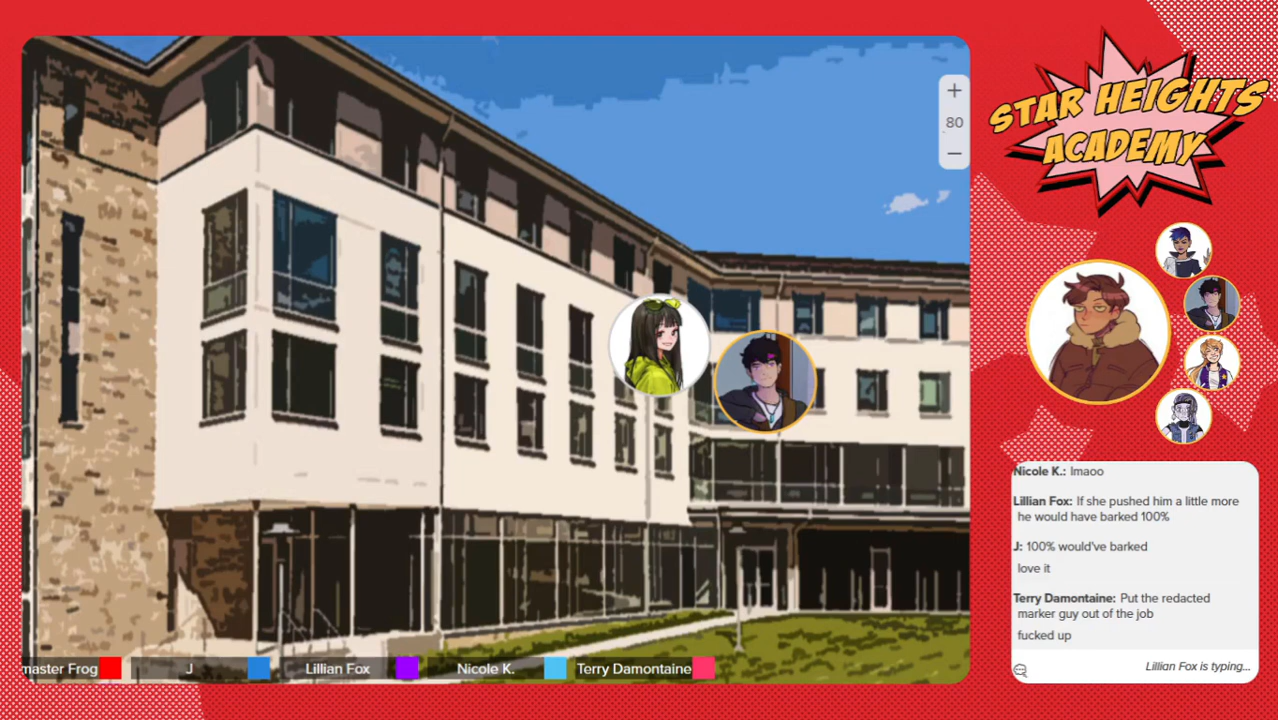 STAR HEIGHTS
ACADEMY
+
80
−
Nicole K.: lmaoo
Lillian Fox: If she pushed him a little more
he would have barked 100%
J: 100% would've barked
love it
Terry Damontaine: Put the redacted
marker guy out of the job
fucked up
Lillian Fox is typing...
master Frog
J
Lillian Fox
Nicole K.
Terry Damontaine